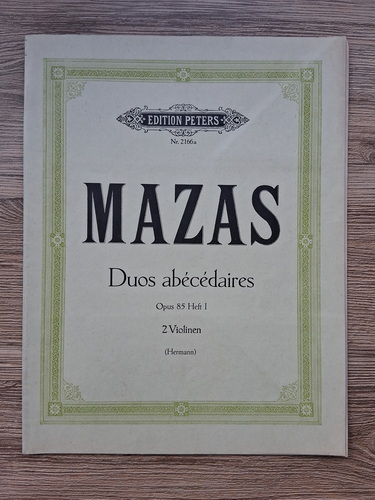 EDITION PETERS
Nr. 2166a
MAZAS
Duos abécédaires
Opus 85 Heft I
2 Violinen
(Hermann)